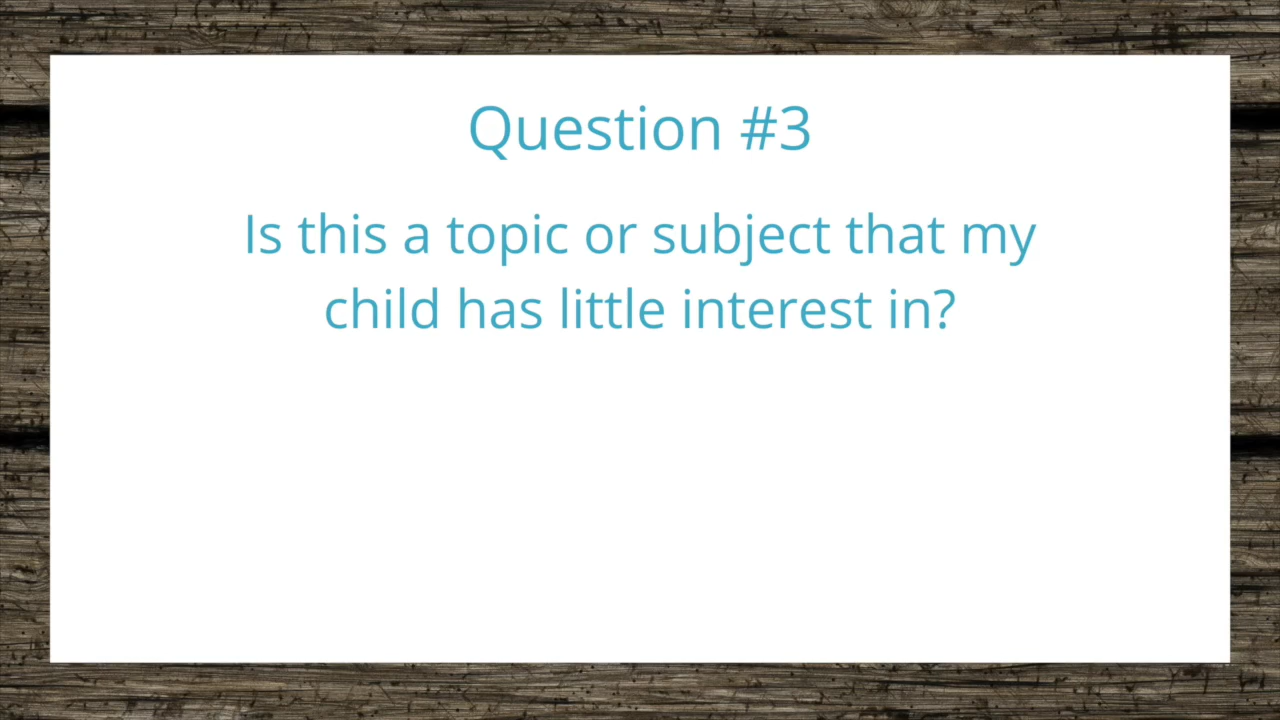 Question #3
Is this a topic or subject that my
child has little interest in?